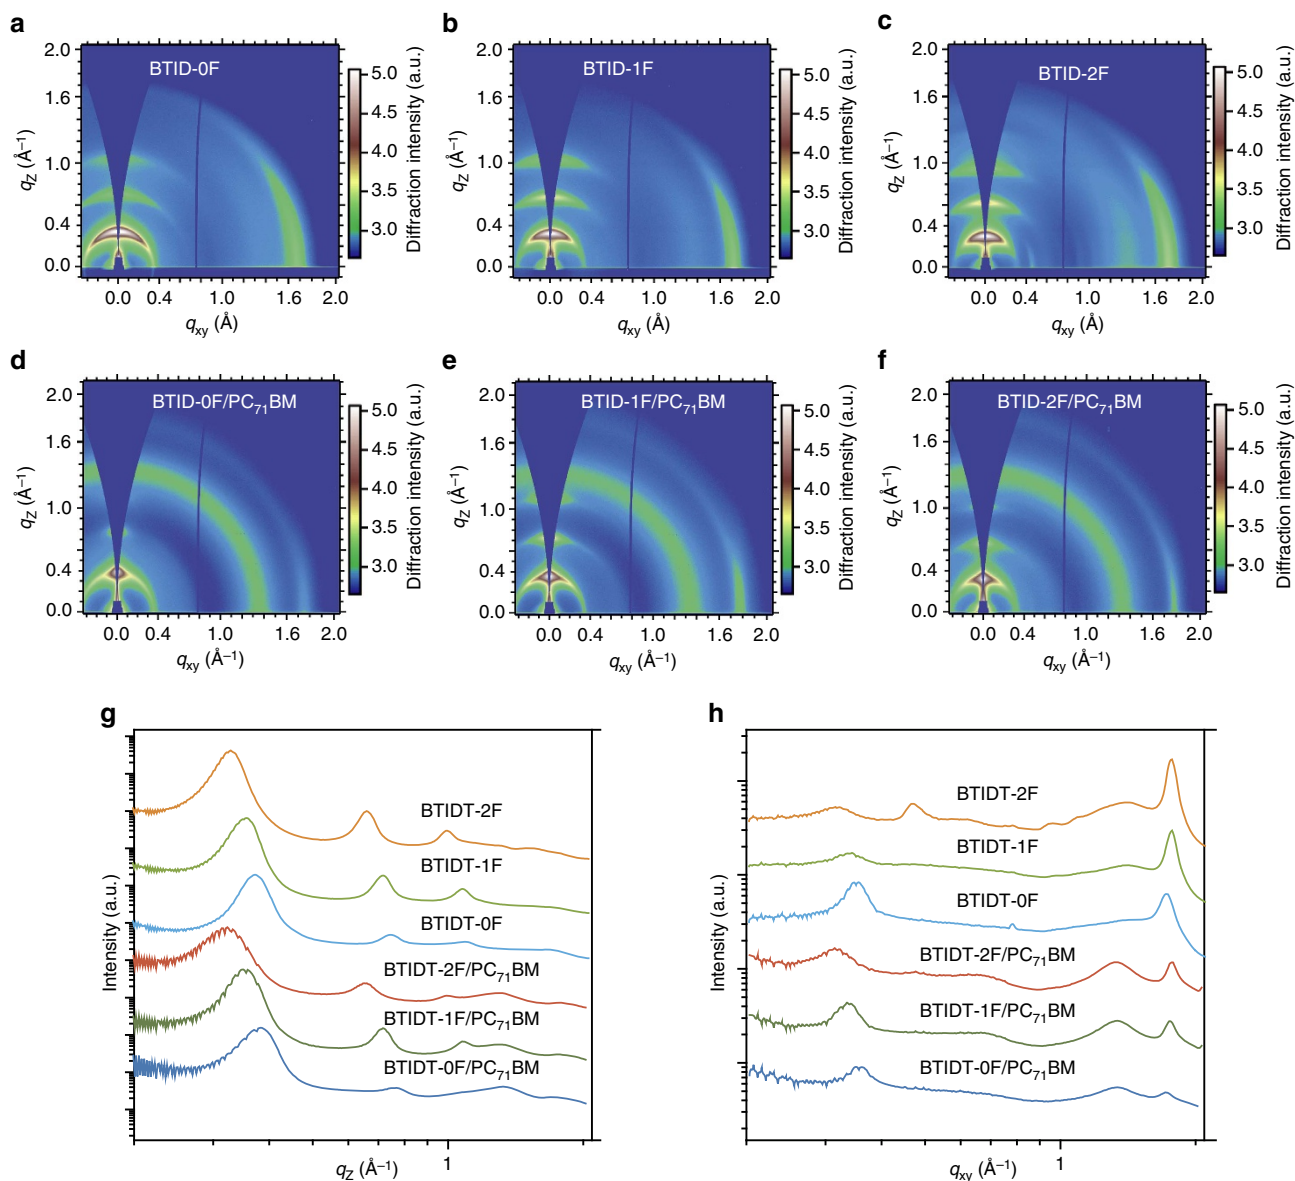 a
BTID-0F
2.0
1.6
1.0
0.4
0.0
qz (Å–1)
0.0 0.4 1.0 1.6 2.0
qxy (Å)
5.0
4.5
4.0
3.5
3.0
Diffraction intensity (a.u.)
b
BTID-1F
2.0
1.6
1.0
0.4
0.0
qz (Å–1)
0.0 0.4 1.0 1.6 2.0
qxy (Å)
5.0
4.5
4.0
3.5
3.0
Diffraction intensity (a.u.)
c
BTID-2F
2.0
1.6
1.0
0.4
0.0
qz (Å–1)
0.0 0.4 1.0 1.6 2.0
qxy (Å)
5.0
4.5
4.0
3.5
3.0
Diffraction intensity (a.u.)
d
BTID-0F/PC71BM
2.0
1.6
1.0
0.4
0.0
qz (Å–1)
0.0 0.4 1.0 1.6 2.0
qxy (Å–1)
5.0
4.5
4.0
3.5
3.0
Diffraction intensity (a.u.)
e
BTID-1F/PC71BM
2.0
1.6
1.0
0.4
0.0
qz (Å–1)
0.0 0.4 1.0 1.6 2.0
qxy (Å–1)
5.0
4.5
4.0
3.5
3.0
Diffraction intensity (a.u.)
f
BTID-2F/PC71BM
2.0
1.6
1.0
0.4
0.0
qz (Å–1)
0.0 0.4 1.0 1.6 2.0
qxy (Å–1)
5.0
4.5
4.0
3.5
3.0
Diffraction intensity (a.u.)
g
Intensity (a.u.)
BTIDT-2F
BTIDT-1F
BTIDT-0F
BTIDT-2F/PC71BM
BTIDT-1F/PC71BM
BTIDT-0F/PC71BM
1
qz (Å–1)
h
Intensity (a.u.)
BTIDT-2F
BTIDT-1F
BTIDT-0F
BTIDT-2F/PC71BM
BTIDT-1F/PC71BM
BTIDT-0F/PC71BM
1
qxy (Å–1)